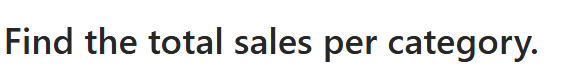 Find the total sales per category.